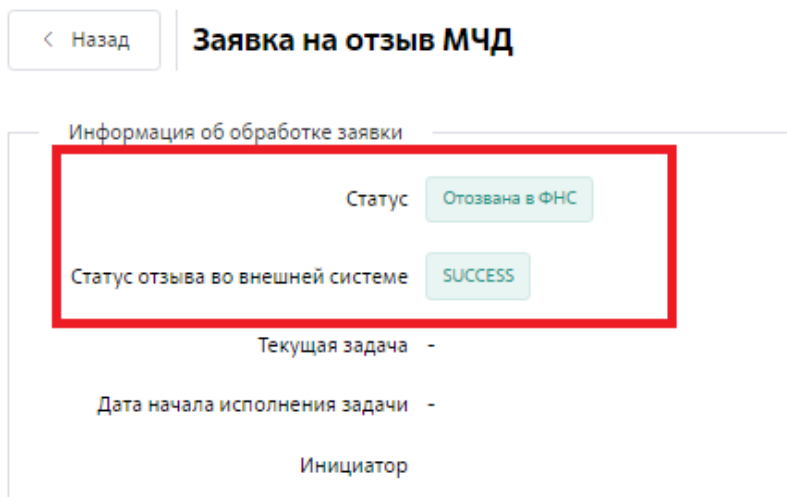 < Назад
Заявка на отзыв МЧД
Информация об обработке заявки
Статус Отозвана в ФНС
Статус отзыва во внешней системе SUCCESS
Текущая задача -
Дата начала исполнения задачи -
Инициатор